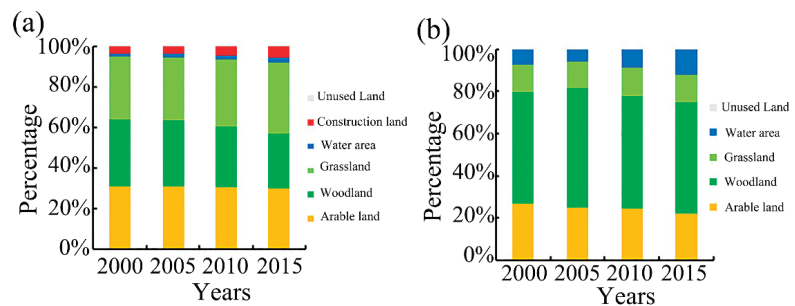 (a)
100%
80%
60%
40%
20%
0%
Percentage
2000 2005 2010 2015
Years
Unused Land
Construction land
Water area
Grassland
Woodland
Arable land
(b)
100%
80%
60%
40%
20%
0%
Percentage
2000 2005 2010 2015
Years
Unused Land
Water area
Grassland
Woodland
Arable land